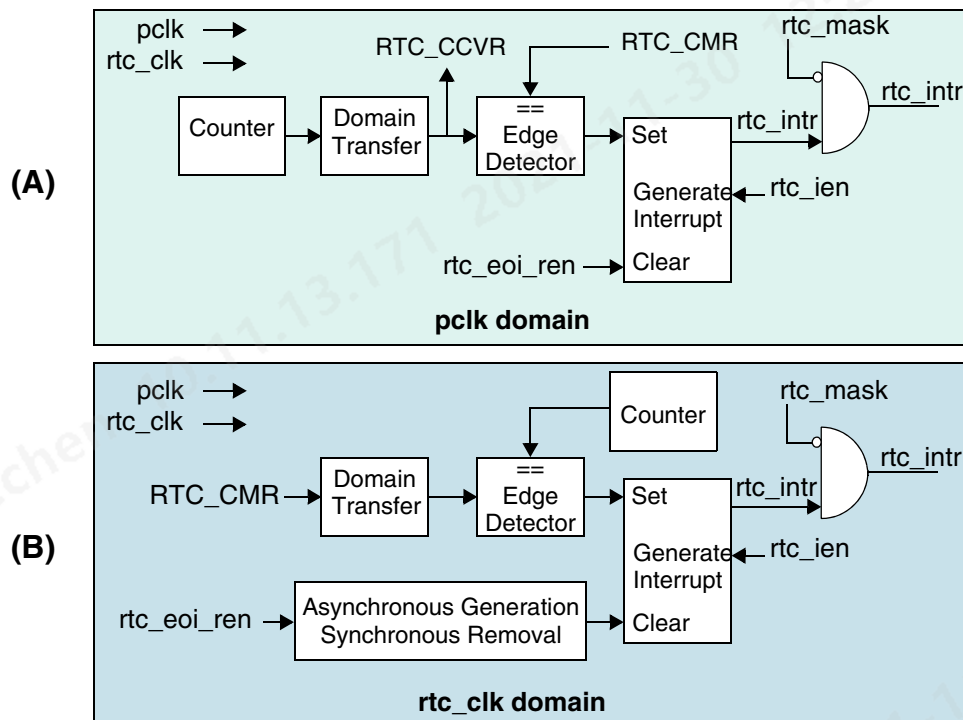 pclk
rtc_clk
RTC_CCVR
RTC_CMR
rtc_mask
rtc_intr
Counter
Domain
Transfer
==
Edge
Detector
Set
rtc_intr
Generate
Interrupt
rtc_ien
rtc_eoi_ren
Clear
pclk domain
(A)
pclk
rtc_clk
Counter
rtc_mask
rtc_intr
RTC_CMR
Domain
Transfer
==
Edge
Detector
Set
rtc_intr
Generate
Interrupt
rtc_ien
rtc_eoi_ren
Asynchronous Generation
Synchronous Removal
Clear
rtc_clk domain
(B)